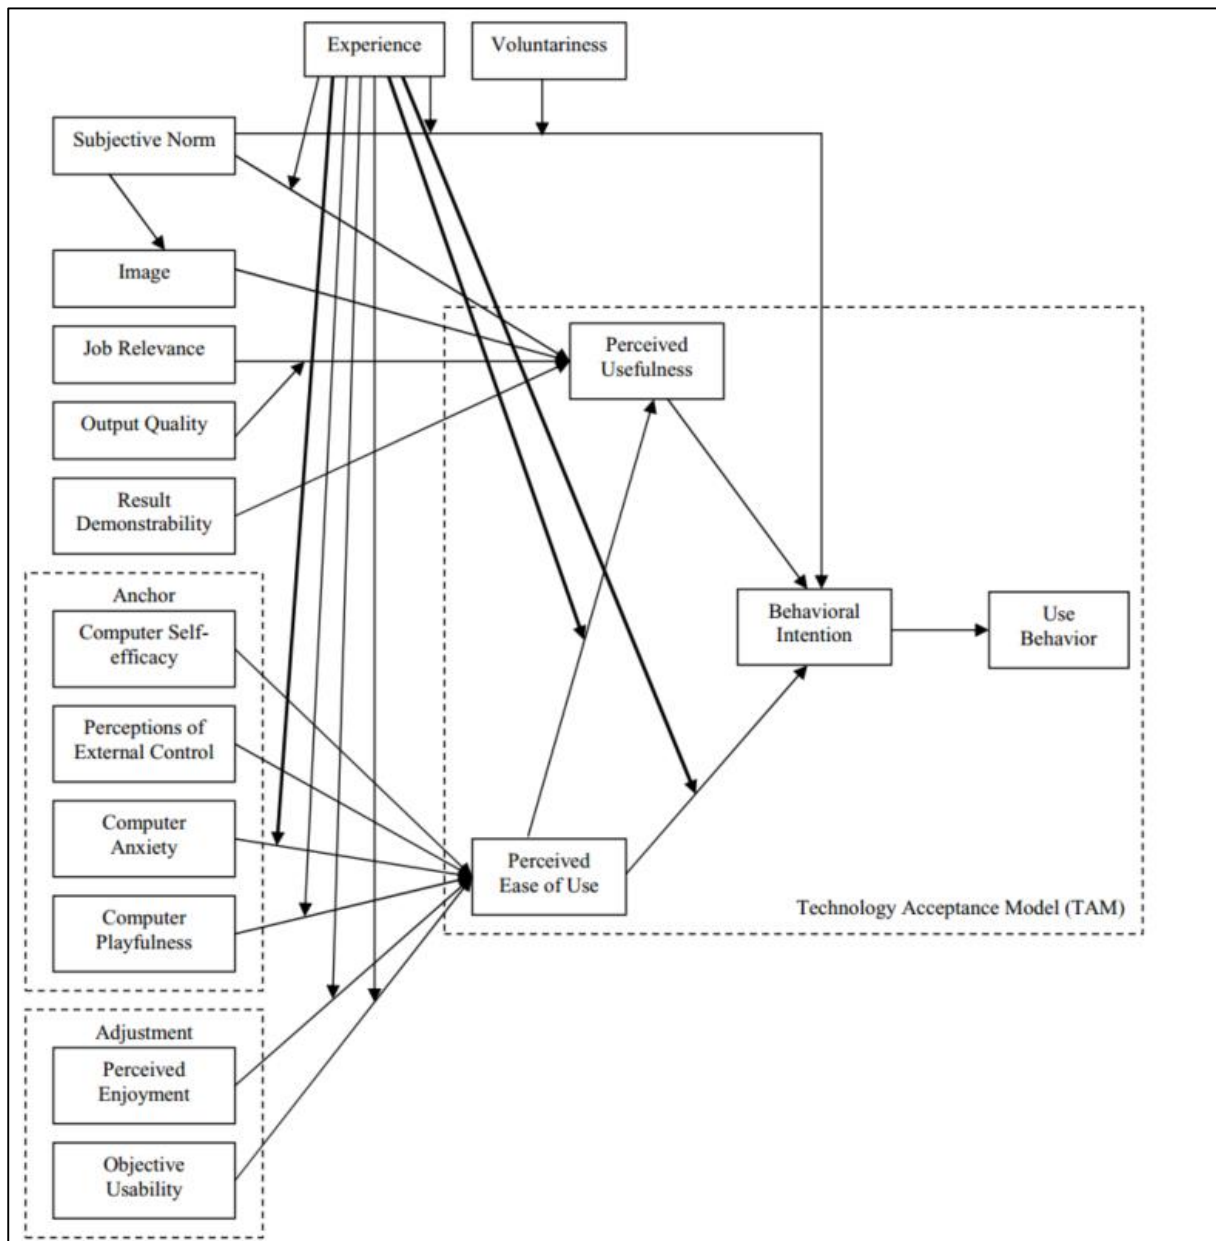 Experience
Voluntariness
Subjective Norm
Image
Job Relevance
Output Quality
Result
Demonstrability
Perceived
Usefulness
Anchor
Computer Self-
efficacy
Perceptions of
External Control
Computer
Anxiety
Computer
Playfulness
Behavioral
Intention
Use
Behavior
Perceived
Ease of Use
Technology Acceptance Model (TAM)
Adjustment
Perceived
Enjoyment
Objective
Usability